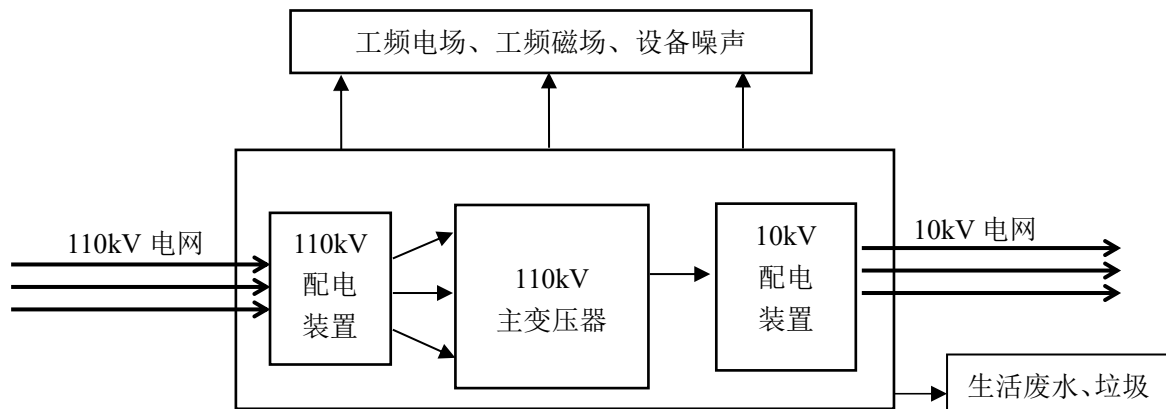 工频电场、工频磁场、设备噪声
110kV 电网
110kV
配电
装置
110kV
主变压器
10kV
配电
装置
10kV 电网
生活废水、垃圾